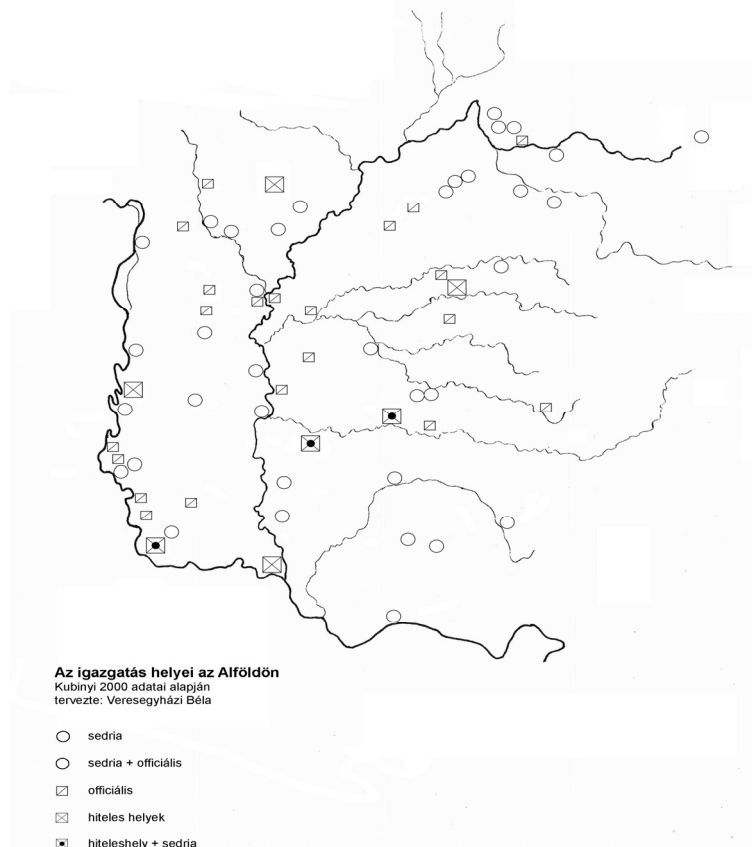 Az igazgatás helyei az Alföldön
Kubinyi 2000 adatai alapján
tervezte: Veresegyházi Béla
sedria
sedria + officiális
officiális
hiteles helyek
hiteleshely + sedria